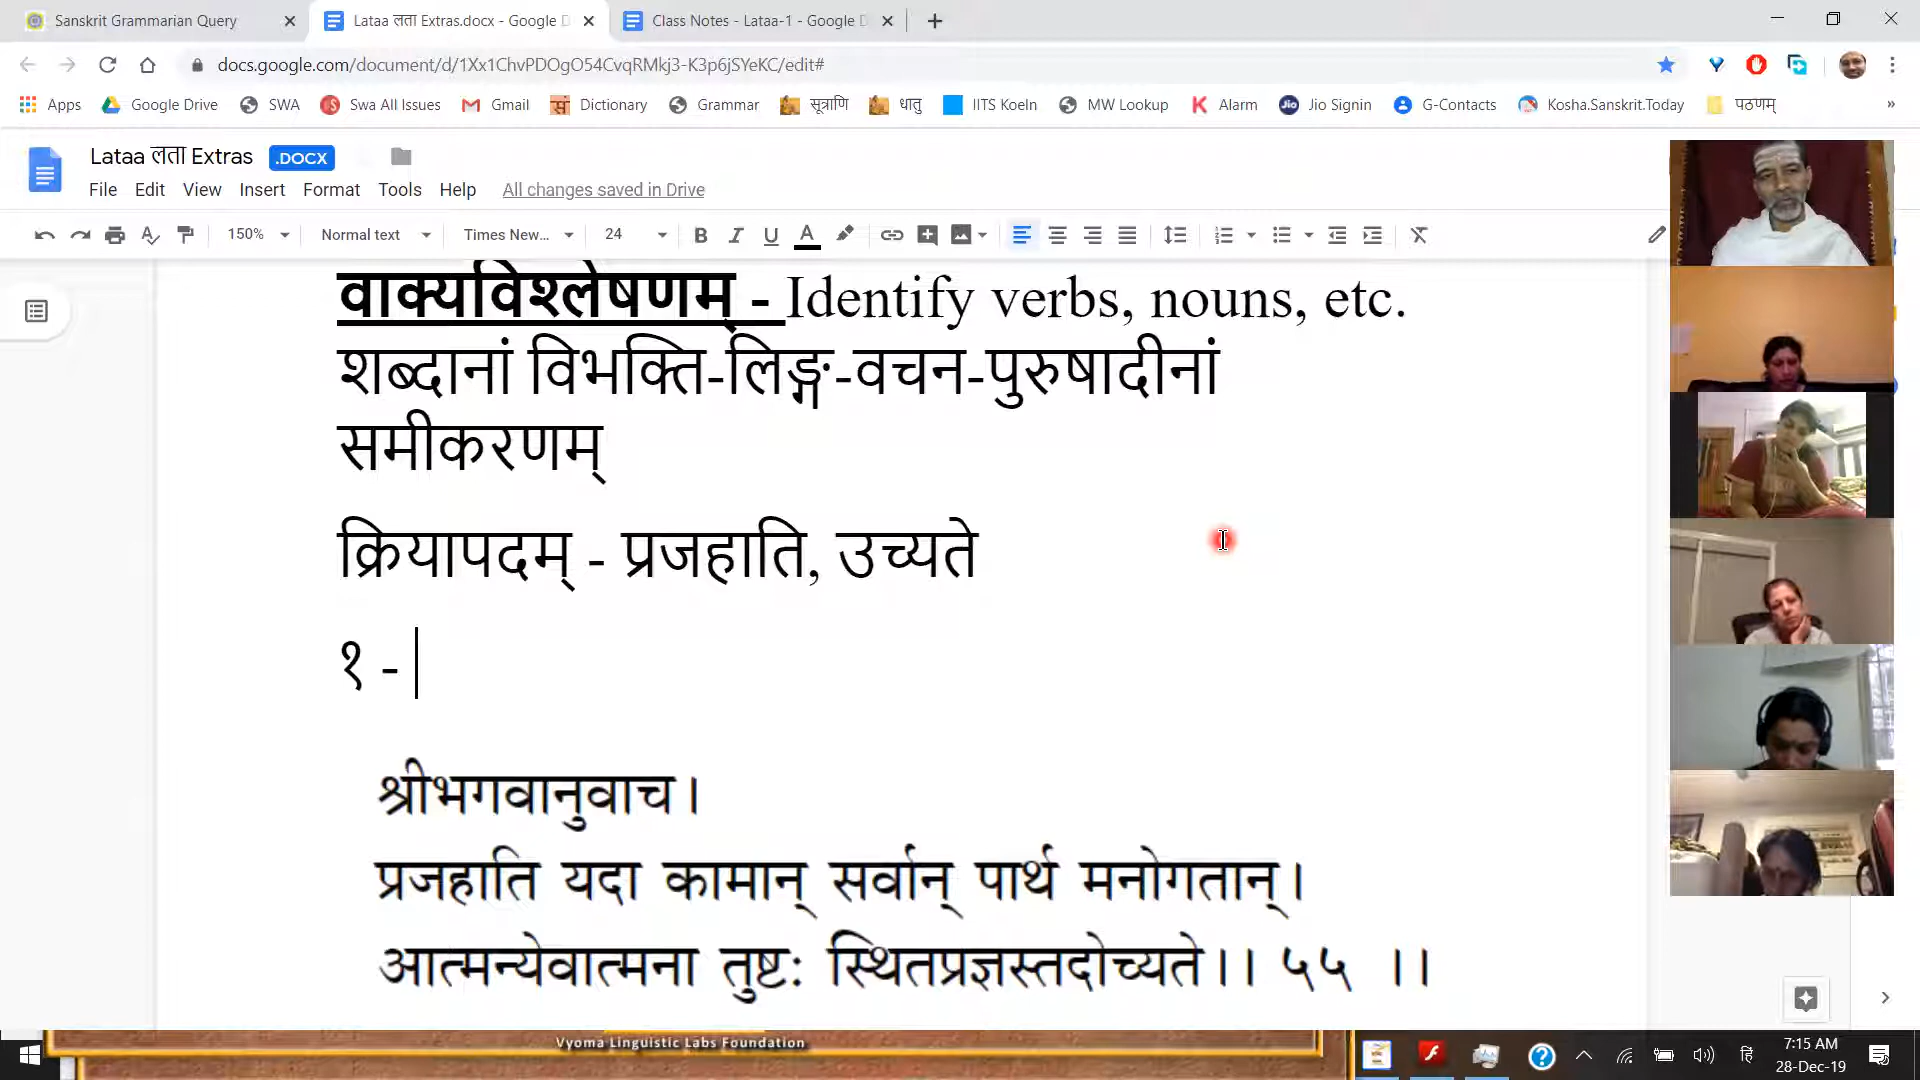 Sanskrit Grammarian Query
Lataa लता Extras.docx - Google D
Class Notes - Lataa-1 - Google D
docs.google.com/document/d/1Xx1ChvPDOgO54CvqRMkj3-K3p6jSYeKC/edit#
Apps Google Drive SWA Swa All Issues Gmail Dictionary Grammar सूत्राणि धातु IITS Koeln MW Lookup Alarm Jio Signin G-Contacts Kosha.Sanskrit.Today पठणम् »
Lataa लता Extras .DOCX
File Edit View Insert Format Tools Help All changes saved in Drive
150% Normal text Times New... 24 B I U A
वाक्यविश्लेषणम् - Identify verbs, nouns, etc.
शब्दानां विभक्ति-लिङ्ग-वचन-पुरुषादीनां
समीकरणम्
क्रियापदम् - प्रजहाति, उच्यते
१ -
श्रीभगवानुवाच।
प्रजहाति यदा कामान् सर्वान् पार्थ मनोगतान्।
आत्मन्येवात्मना तुष्टः स्थितप्रज्ञस्तदोच्यते।। ५५ ।।
Vyoma Linguistic Labs Foundation
हि
7:15 AM
28-Dec-19